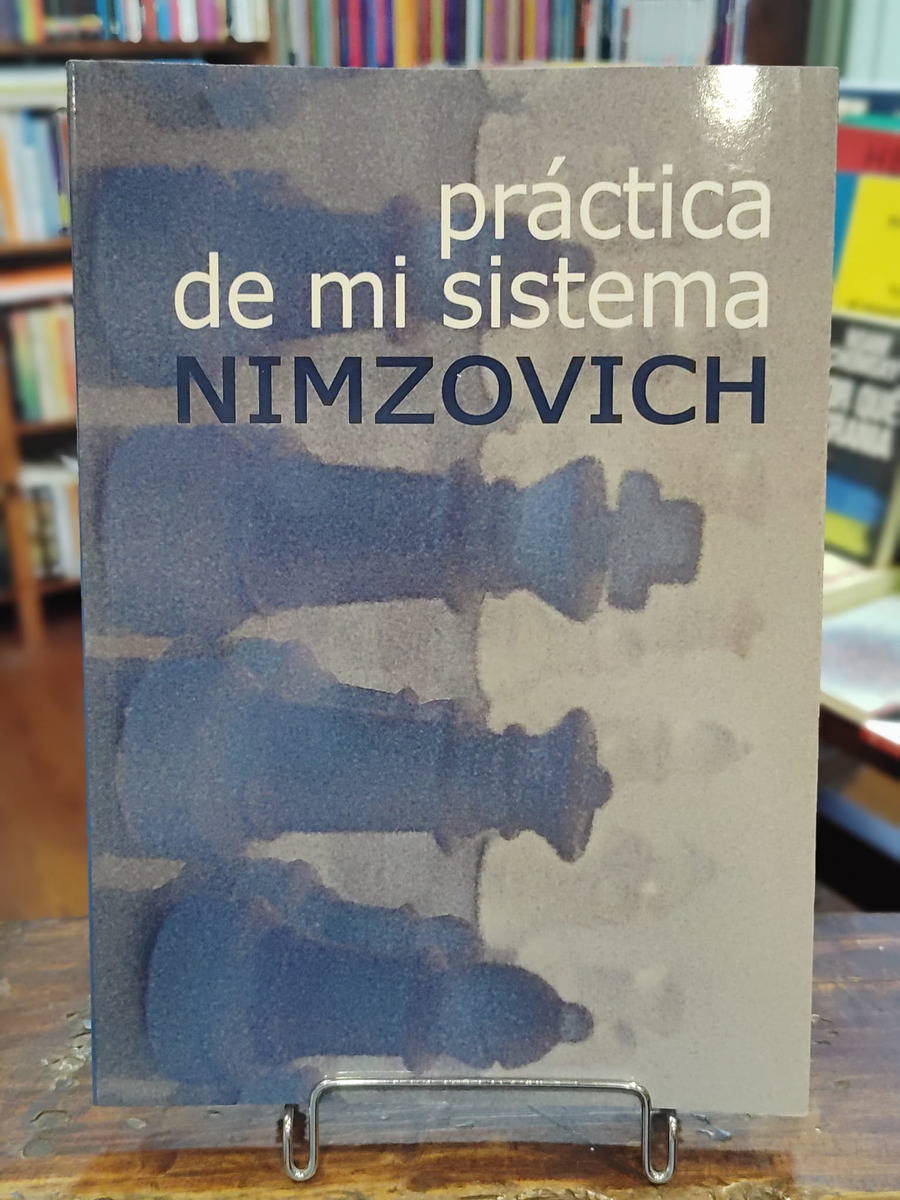 práctica
de mi sistema
NIMZOVICH